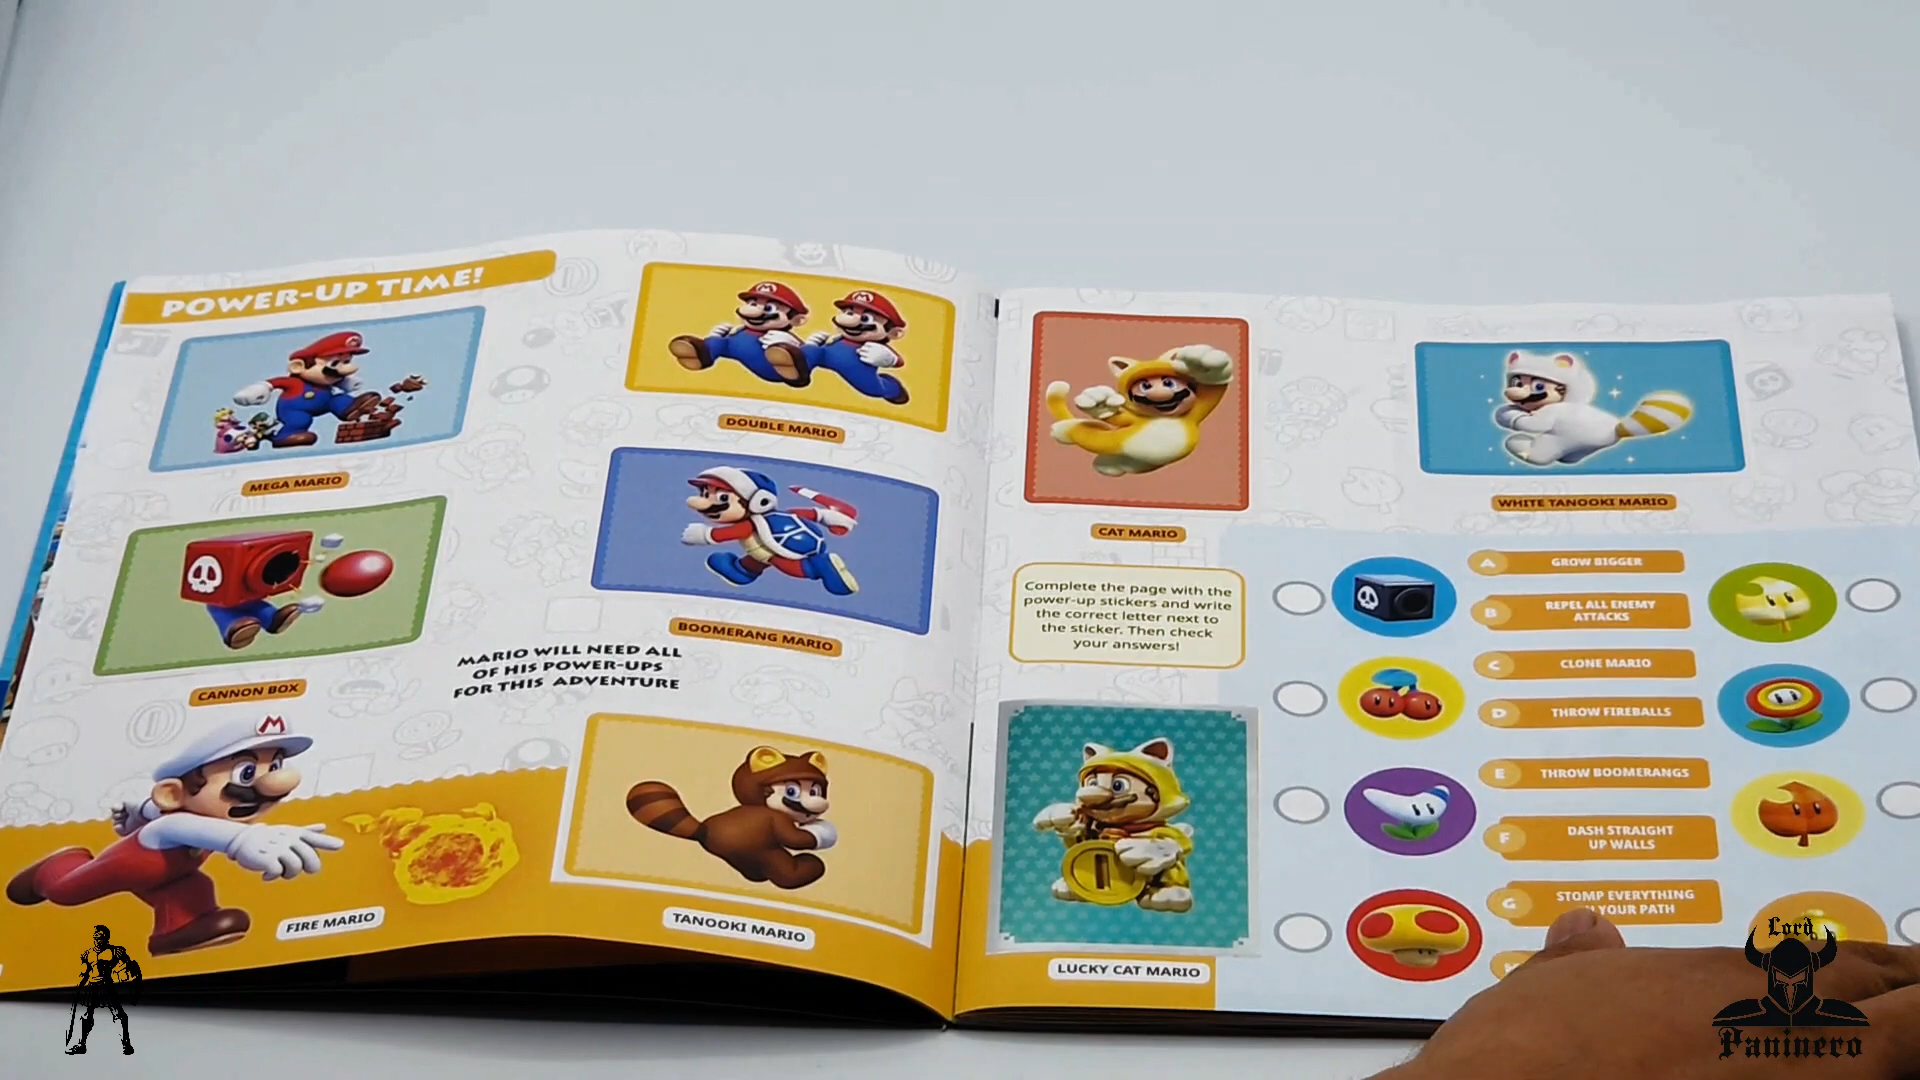 POWER-UP TIME!
MEGA MARIO
DOUBLE MARIO
CANNON BOX
BOOMERANG MARIO
MARIO WILL NEED ALL
OF HIS POWER-UPS
FOR THIS ADVENTURE
FIRE MARIO
TANOOKI MARIO
CAT MARIO
WHITE TANOOKI MARIO
Complete the page with the
power-up stickers and write
the correct letter next to
the sticker. Then check
your answers!
LUCKY CAT MARIO
A GROW BIGGER
B REPEL ALL ENEMY
ATTACKS
C CLONE MARIO
D THROW FIREBALLS
E THROW BOOMERANGS
F DASH STRAIGHT
UP WALLS
G STOMP EVERYTHING
YOUR PATH
Lord
Paninero